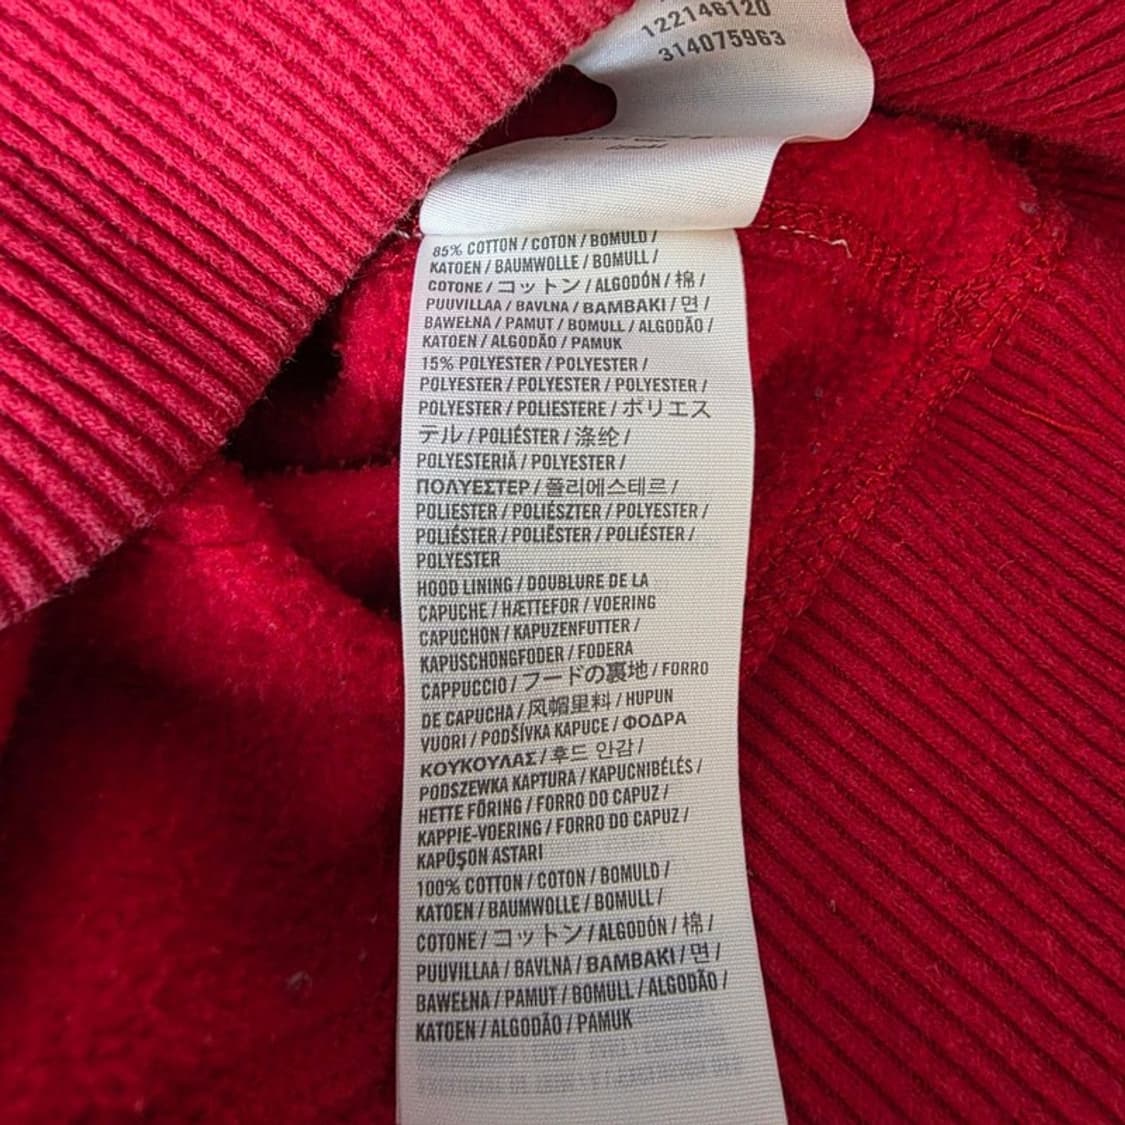 122146120
314075963
85% COTTON / COTON / BOMULD /
KATOEN / BAUMWOLLE / BOMULL /
COTONE / コットン / ALGODÓN / 棉 /
PUUVILLAA / BAVLNA / BAMBAKI / 면 /
BAWEŁNA / PAMUT / BOMULL / ALGODÃO /
KATOEN / ALGODÃO / PAMUK
15% POLYESTER / POLYESTER /
POLYESTER / POLYESTER / POLYESTER /
POLYESTER / POLIESTERE / ポリエス
テル / POLIÉSTER / 涤纶 /
POLYESTERIÄ / POLYESTER /
ΠΟΛΥΕΣΤΕΡ / 폴리에스테르 /
POLIESTER / POLIÉSZTER / POLYESTER /
POLIÉSTER / POLIËSTER / POLIÉSTER /
POLYESTER
HOOD LINING / DOUBLURE DE LA
CAPUCHE / HÆTTEFOR / VOERING
CAPUCHON / KAPUZENFUTTER /
KAPUSCHONGFODER / FODERA
CAPPUCCIO / フードの裏地 / FORRO
DE CAPUCHA / 风帽里料 / HUPUN
VUORI / PODŠÍVKA KAPUCE / ΦΟΔΡΑ
ΚΟΥΚΟΥΛΑΣ / 후드 안감 /
PODSZEWKA KAPTURA / KAPUCNIBÉLÉS /
HETTE FÔRING / FORRO DO CAPUZ /
KAPPIE-VOERING / FORRO DO CAPUZ /
KAPÜŞON ASTARI
100% COTTON / COTON / BOMULD /
KATOEN / BAUMWOLLE / BOMULL /
COTONE / コットン / ALGODÓN / 棉 /
PUUVILLAA / BAVLNA / BAMBAKI / 면 /
BAWEŁNA / PAMUT / BOMULL / ALGODÃO /
KATOEN / ALGODÃO / PAMUK